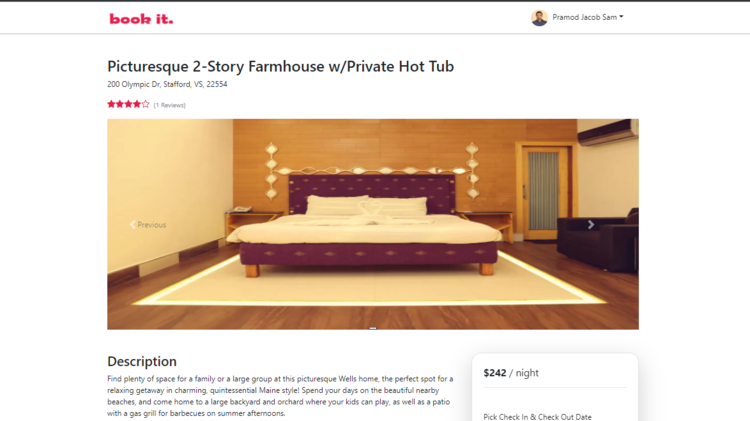 book it.
Pramod Jacob Sam
Picturesque 2-Story Farmhouse w/Private Hot Tub
200 Olympic Dr, Stafford, VS, 22554
(1 Reviews)
Previous
Description
$242 / night
Find plenty of space for a family or a large group at this picturesque Wells home, the perfect spot for a
relaxing getaway in charming, quintessential Maine style! Spend your days on the beautiful nearby
beaches, and come home to a large backyard and orchard where your kids can play, as well as a patio
with a gas grill for barbecues on summer afternoons.
Pick Check In & Check Out Date